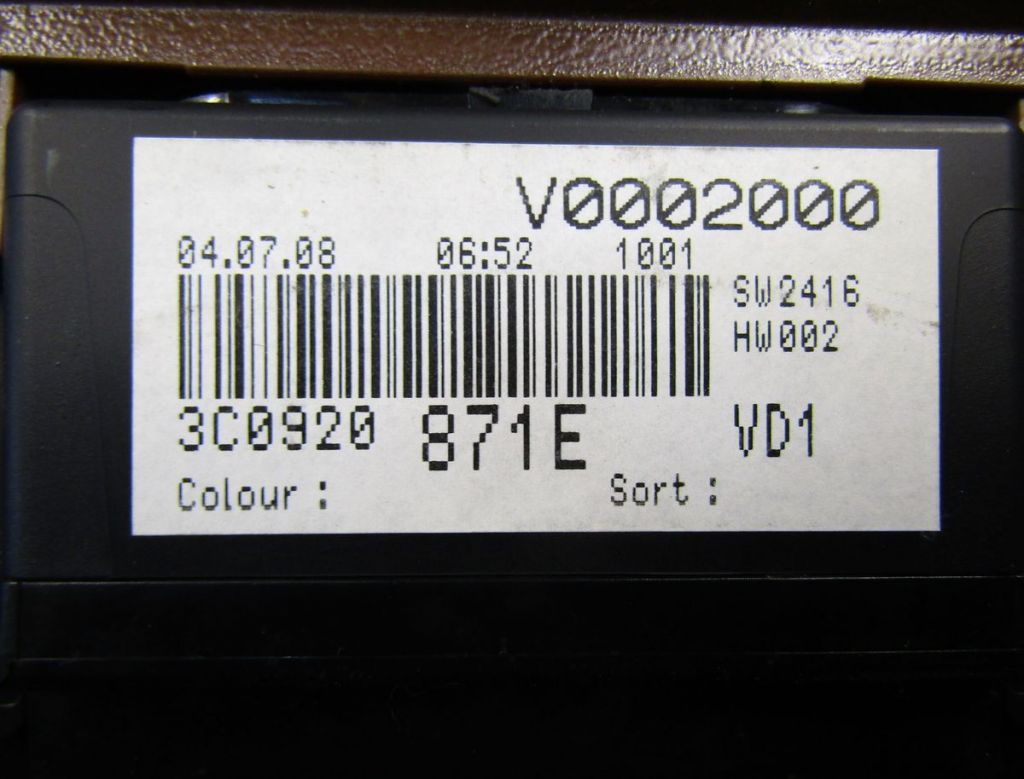 V0002000
04.07.08 06:52 1001
SW2416
HW002
3C0920 871E VD1
Colour : Sort :